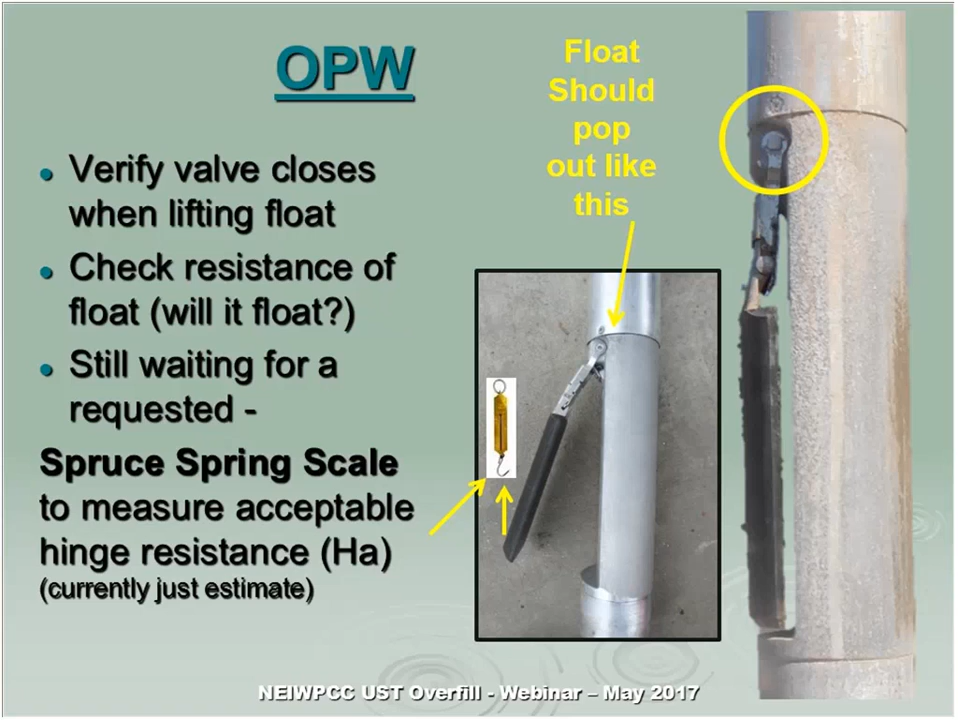 OPW
Float
Should
pop
out like
this
Verify valve closes
when lifting float
Check resistance of
float (will it float?)
Still waiting for a
requested -
Spruce Spring Scale
to measure acceptable
hinge resistance (Ha)
(currently just estimate)
NEIWPCC UST Overfill - Webinar – May 2017